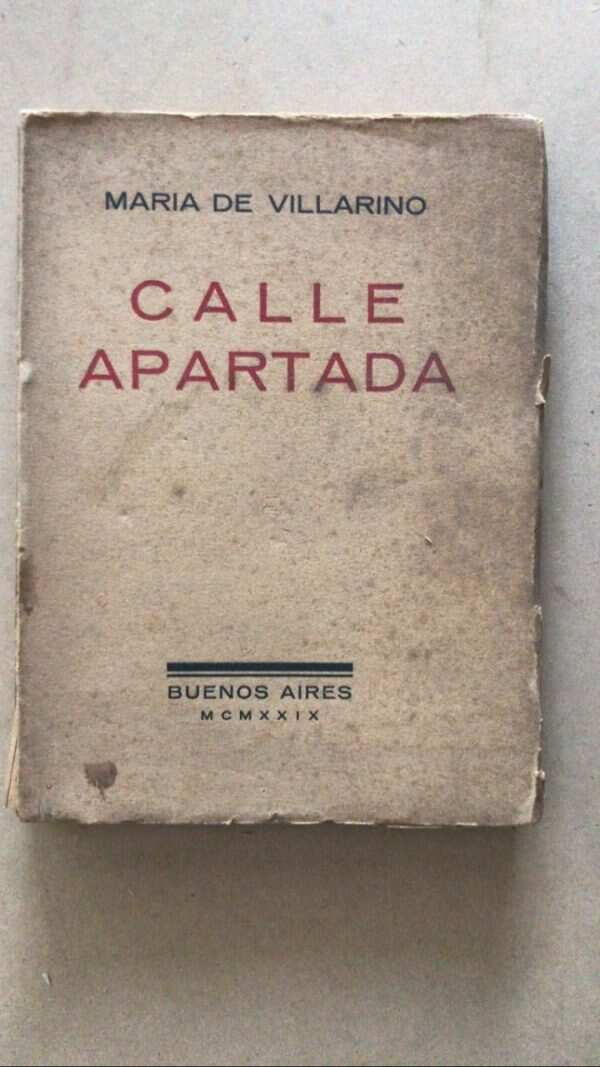 MARIA DE VILLARINO
CALLE
APARTADA
BUENOS AIRES
MCMXXIX